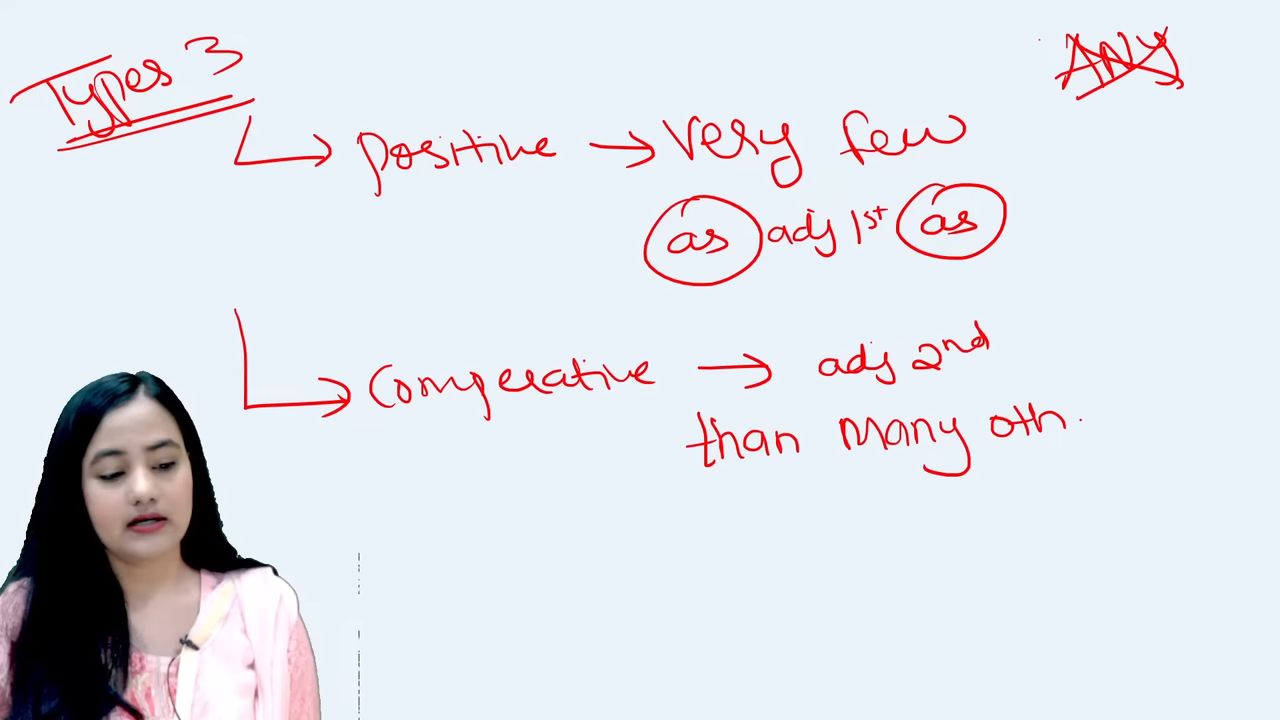 Types 3
ANY
Positive → Very few
as adj 1st as
Comperative → adj 2nd
than Many oth.